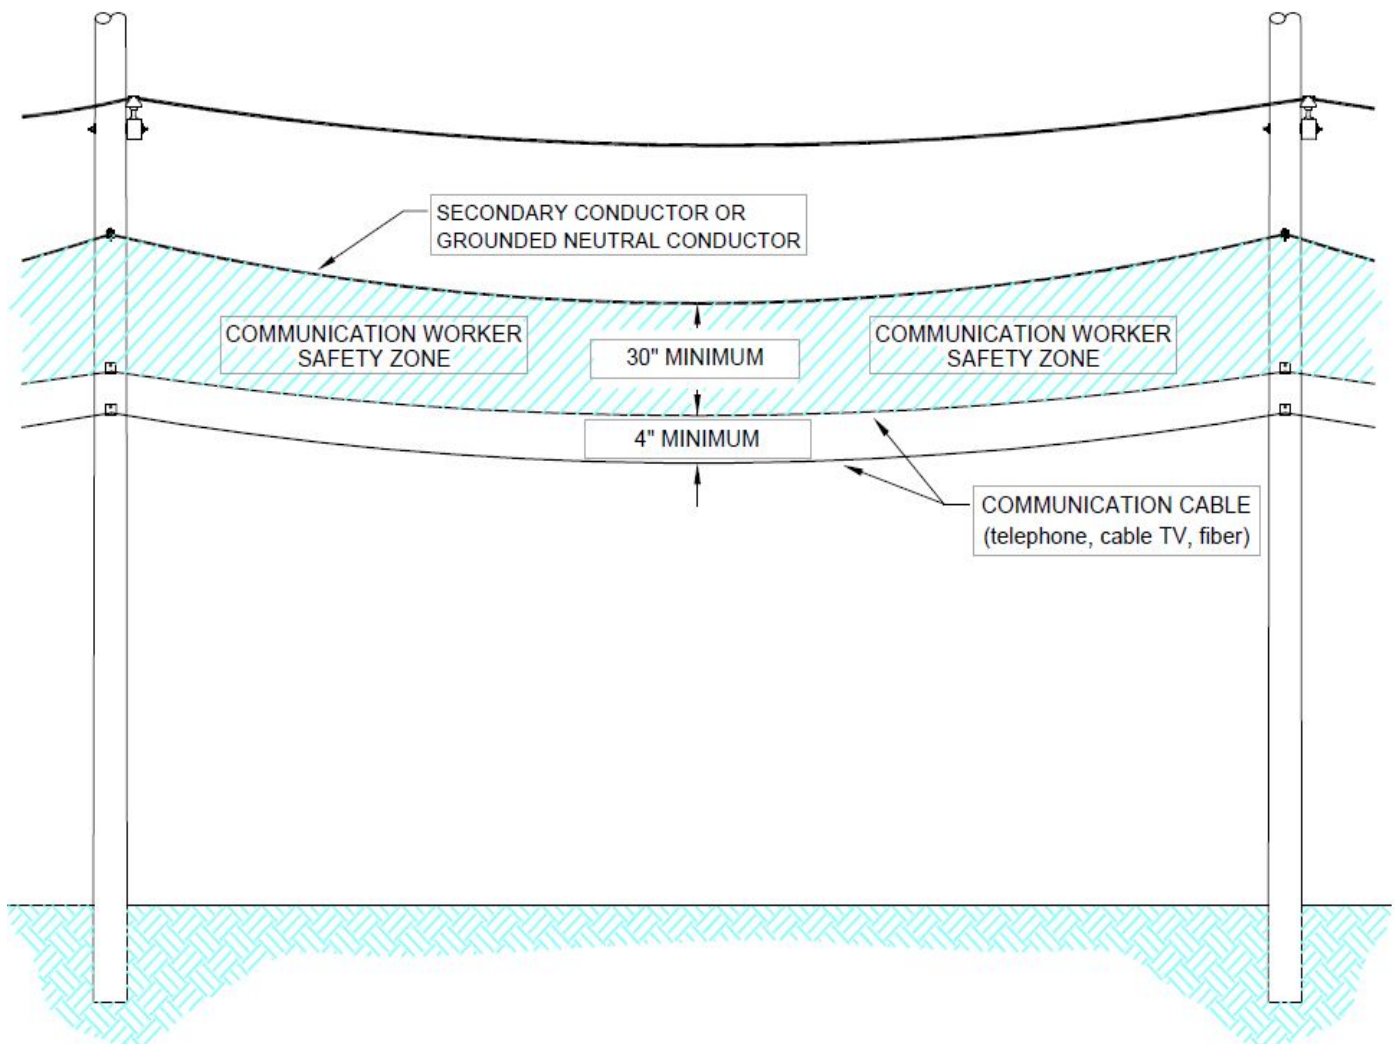 SECONDARY CONDUCTOR OR
GROUNDED NEUTRAL CONDUCTOR
COMMUNICATION WORKER
SAFETY ZONE
30" MINIMUM
COMMUNICATION WORKER
SAFETY ZONE
4" MINIMUM
COMMUNICATION CABLE
(telephone, cable TV, fiber)